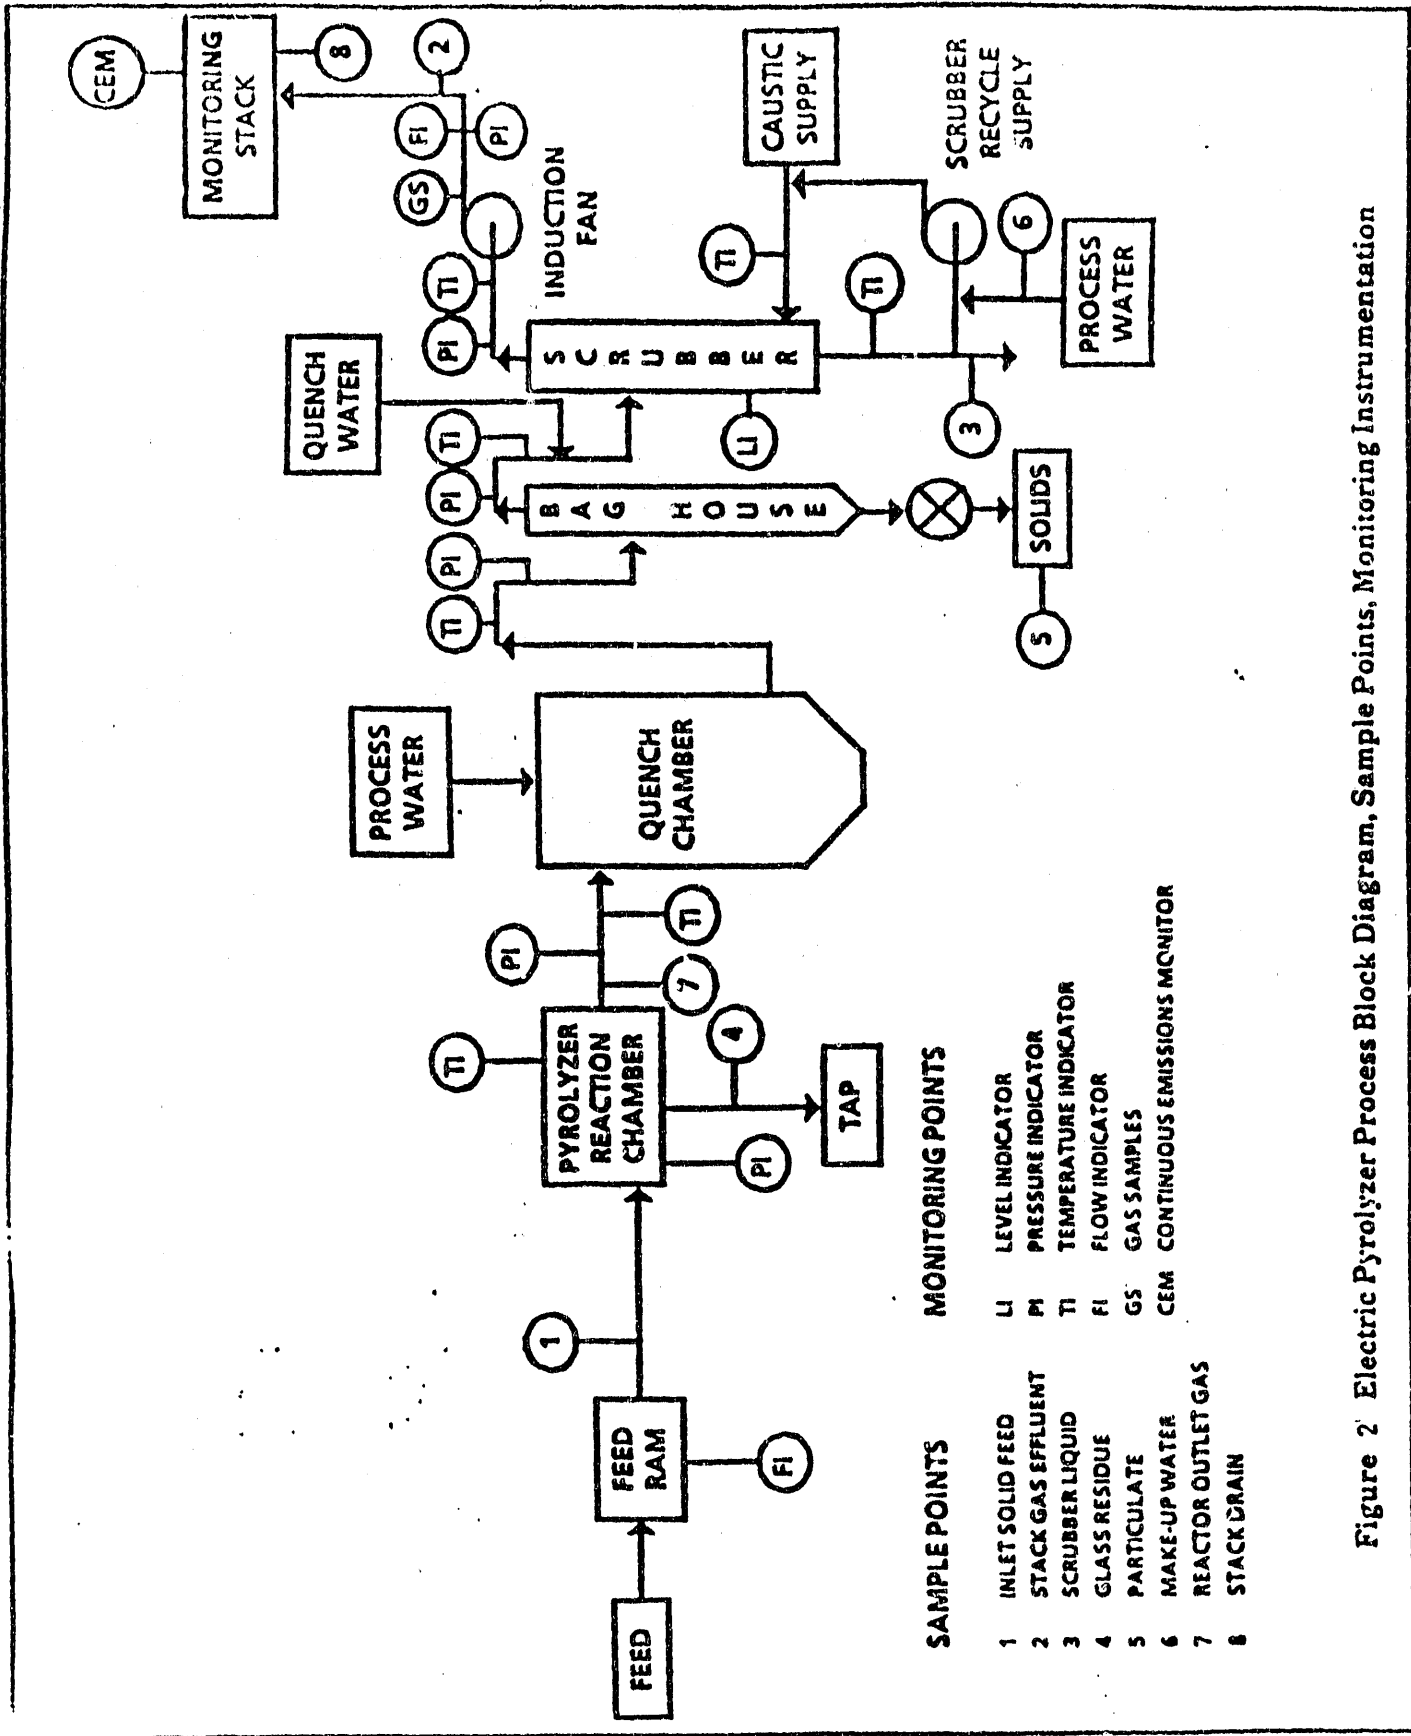 CEM
MONITORING
STACK
8
2
FI
PI
GS
INDUCTION
FAN
TI
PI
QUENCH
WATER
CAUSTIC
SUPPLY
SCRUBBER
RECYCLE
SUPPLY
TI
TI
6
PROCESS
WATER
SCRUBBER
LI
3
TI
PI
BAG HOUSE
SOLIDS
5
PI
TI
PROCESS
WATER
QUENCH
CHAMBER
PI
TI
7
TI
PYROLYZER
REACTION
CHAMBER
4
PI
TAP
1
FEED
RAM
FI
FEED
SAMPLE POINTS
1 INLET SOLID FEED
2 STACK GAS EFFLUENT
3 SCRUBBER LIQUID
4 GLASS RESIDUE
5 PARTICULATE
6 MAKE-UP WATER
7 REACTOR OUTLET GAS
8 STACK DRAIN
MONITORING POINTS
LI LEVEL INDICATOR
PI PRESSURE INDICATOR
TI TEMPERATURE INDICATOR
FI FLOW INDICATOR
GS GAS SAMPLES
CEM CONTINUOUS EMISSIONS MONITOR
Figure 2 Electric Pyrolyzer Process Block Diagram, Sample Points, Monitoring Instrumentation